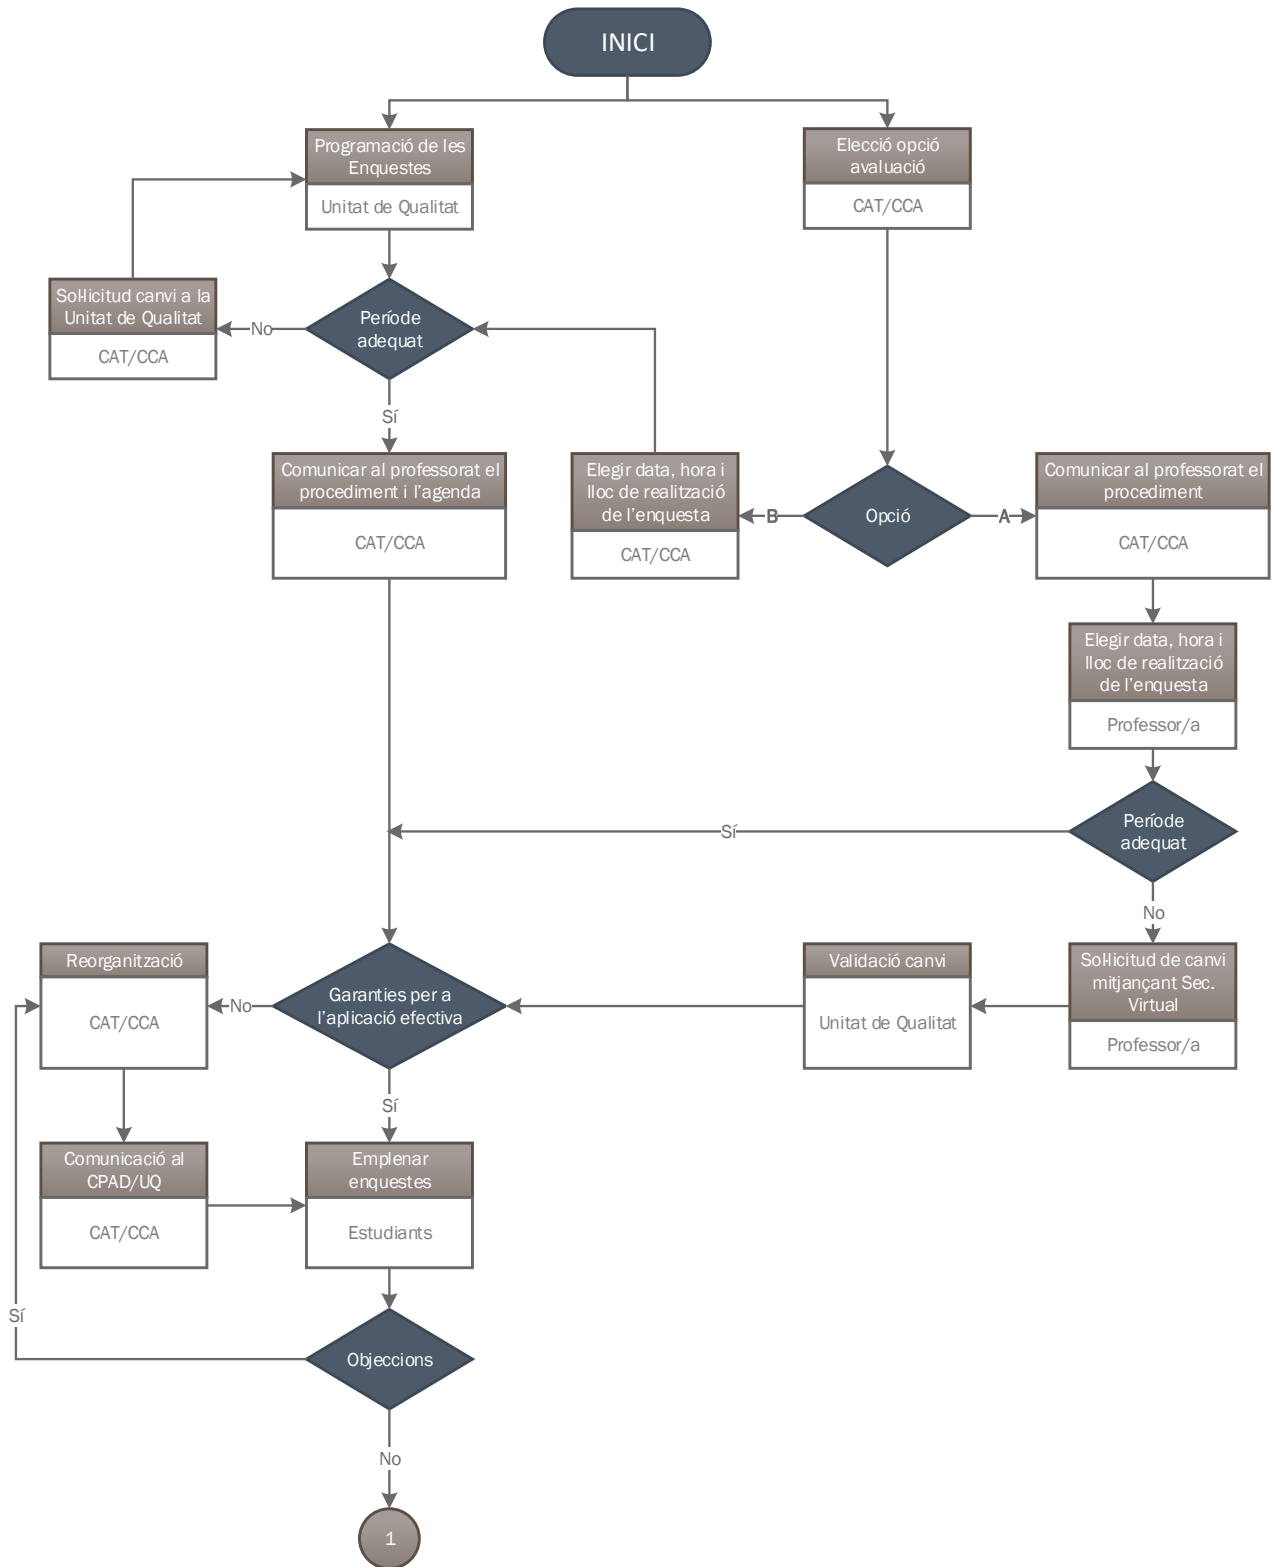 INICI
Programació de les
Enquestes
Unitat de Qualitat
Elecció opció
avaluació
CAT/CCA
Sol·licitud canvi a la
Unitat de Qualitat
CAT/CCA
No
Període
adequat
Sí
Comunicar al professorat el
procediment i l'agenda
CAT/CCA
Elegir data, hora i
lloc de realització
de l'enquesta
CAT/CCA
B
Opció
A
Comunicar al professorat el
procediment
CAT/CCA
Elegir data, hora i
lloc de realització
de l'enquesta
Professor/a
Sí
Període
adequat
No
Reorganització
CAT/CCA
No
Garanties per a
l'aplicació efectiva
Validació canvi
Unitat de Qualitat
Sol·licitud de canvi
mitjançant Sec.
Virtual
Professor/a
Sí
Comunicació al
CPAD/UQ
CAT/CCA
Emplenar
enquestes
Estudiants
Sí
Objeccions
No
1